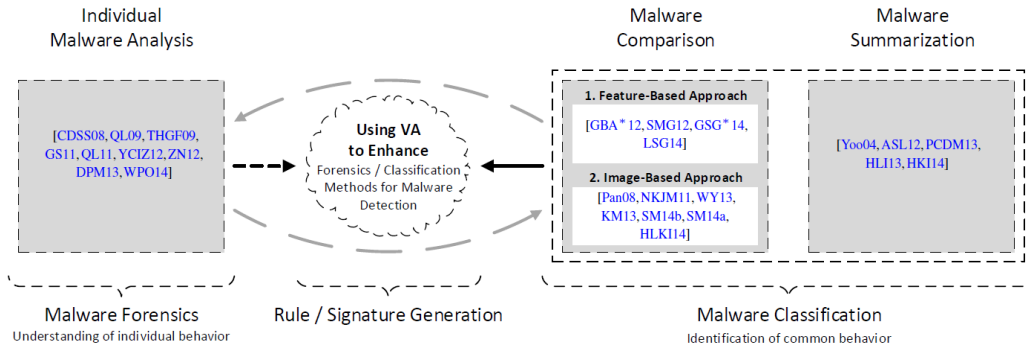 Individual
Malware Analysis
Malware
Comparison
Malware
Summarization
[CDSS08, QL09, THGF09,
GS11, QL11, YCIZ12, ZN12,
DPM13, WPO14]
Using VA
to Enhance
Forensics / Classification
Methods for Malware
Detection
1. Feature-Based Approach
[GBA*12, SMG12, GSG*14,
LSG14]
2. Image-Based Approach
[Pan08, NKJM11, WY13,
KM13, SM14b, SM14a,
HLKI14]
[Yoo04, ASL12, PCDM13,
HLI13, HKI14]
Malware Forensics
Understanding of individual behavior
Rule / Signature Generation
Malware Classification
Identification of common behavior